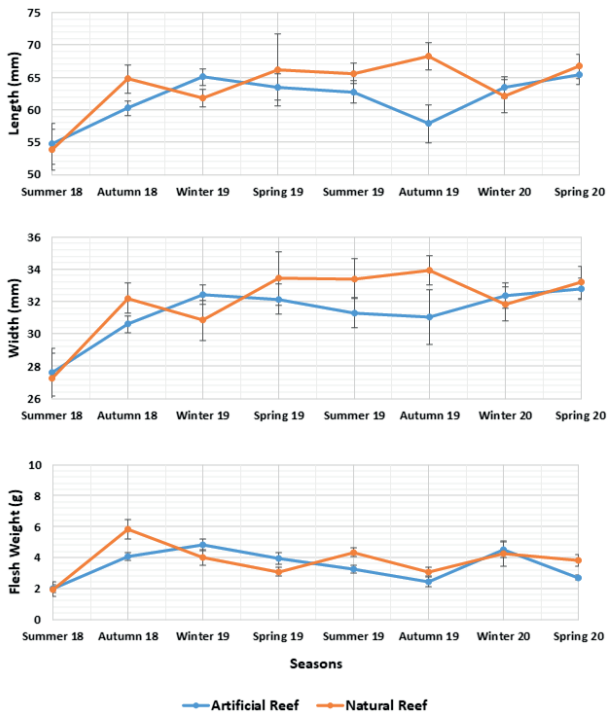 75
70
65
60
55
50
Length (mm)
Summer 18 Autumn 18 Winter 19 Spring 19 Summer 19 Autumn 19 Winter 20 Spring 20
36
34
32
30
28
26
Width (mm)
Summer 18 Autumn 18 Winter 19 Spring 19 Summer 19 Autumn 19 Winter 20 Spring 20
10
8
6
4
2
0
Flesh Weight (g)
Summer 18 Autumn 18 Winter 19 Spring 19 Summer 19 Autumn 19 Winter 20 Spring 20
Seasons
Artificial Reef Natural Reef